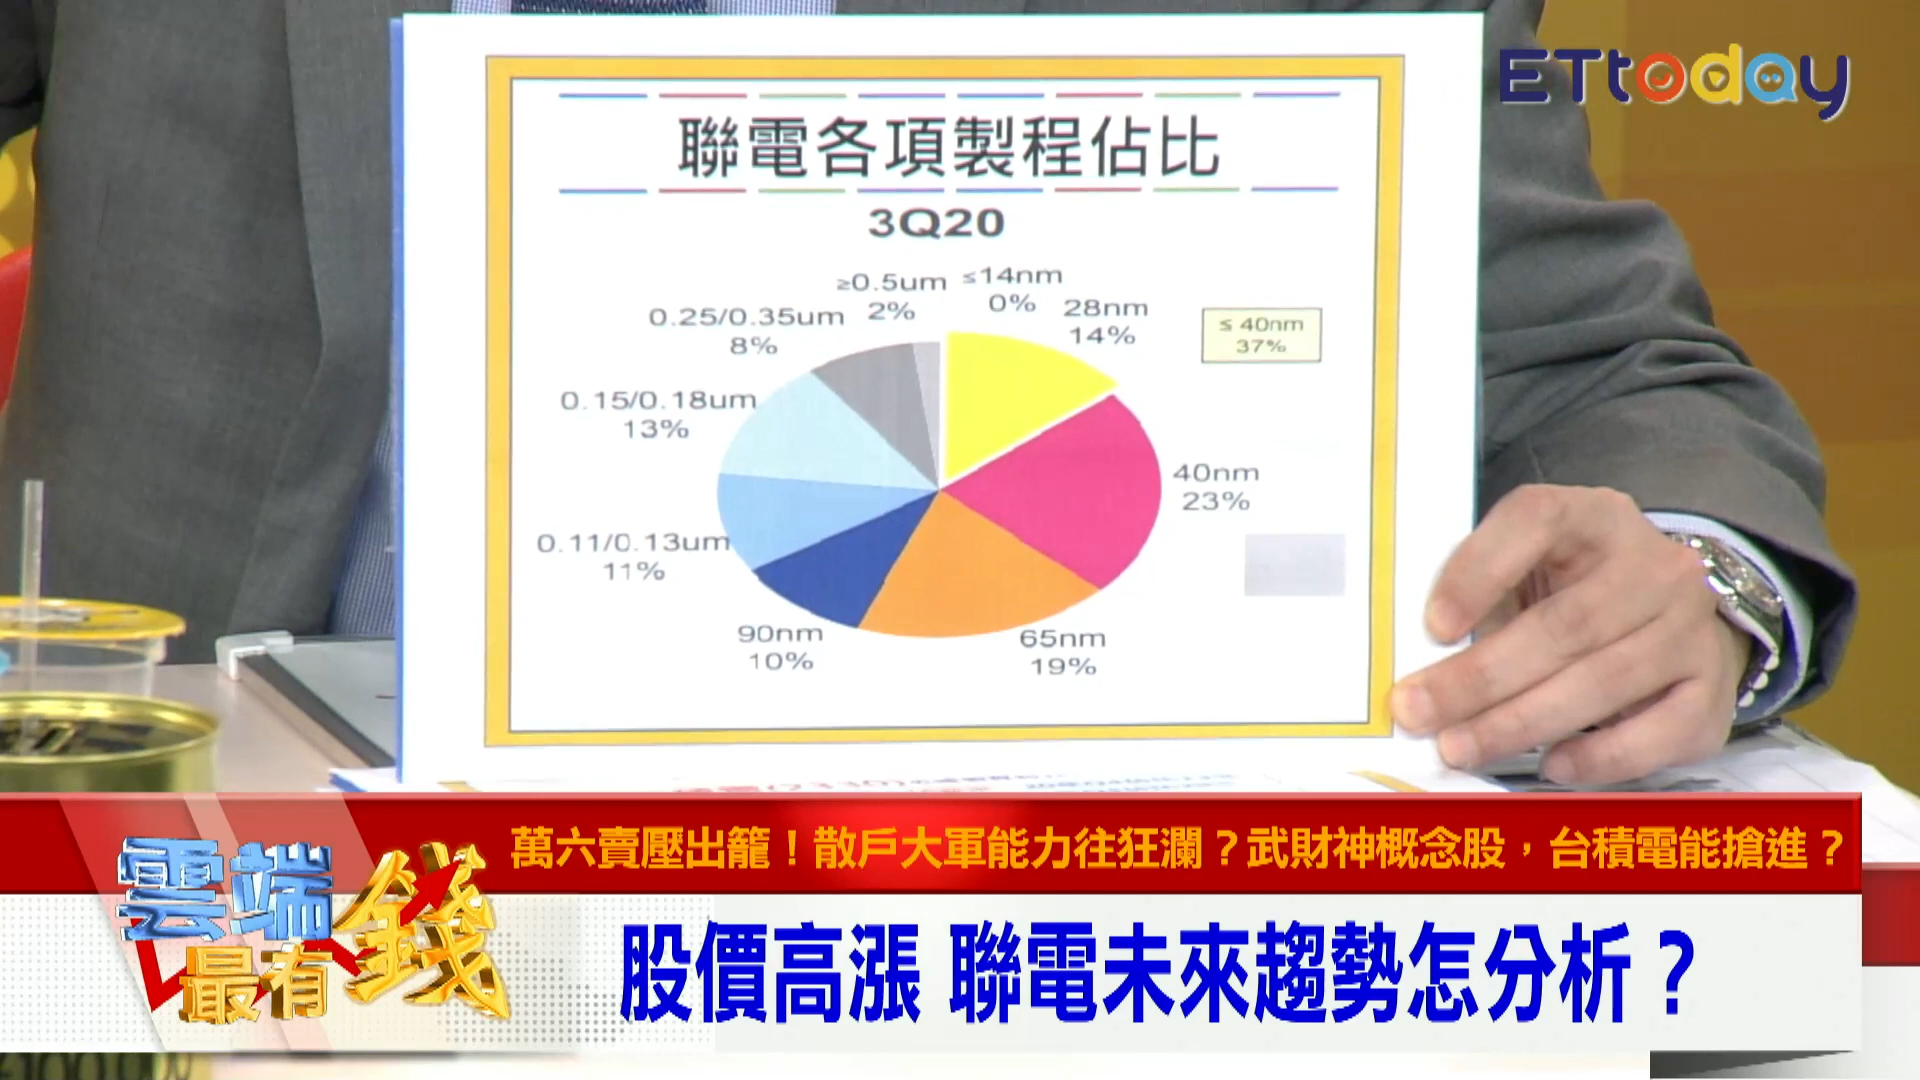 ETtoday
聯電各項製程佔比
3Q20
≥0.5um
2%
≤14nm
0%
28nm
14%
≤ 40nm
37%
0.25/0.35um
8%
0.15/0.18um
13%
40nm
23%
0.11/0.13um
11%
90nm
10%
65nm
19%
萬六賣壓出籠！散戶大軍能力往狂瀾？武財神概念股，台積電能搶進？
雲端最有錢
股價高漲 聯電未來趨勢怎分析？